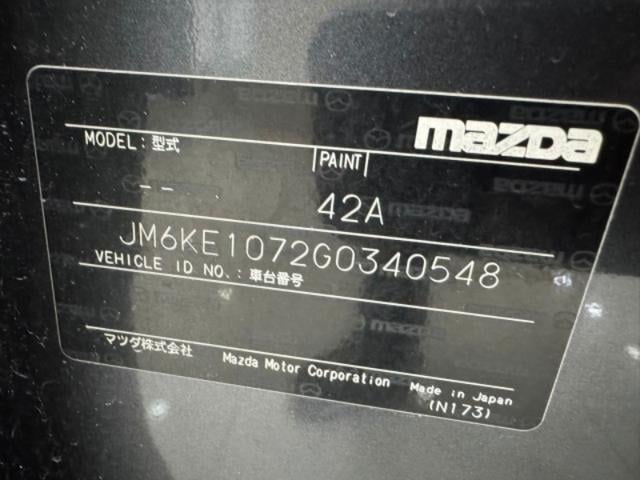 mazda
MODEL: 型式
PAINT
-- 42A
JM6KE1072G0340548
VEHICLE ID NO.: 車台番号
マツダ株式会社 Mazda Motor Corporation Made in Japan
(N173)